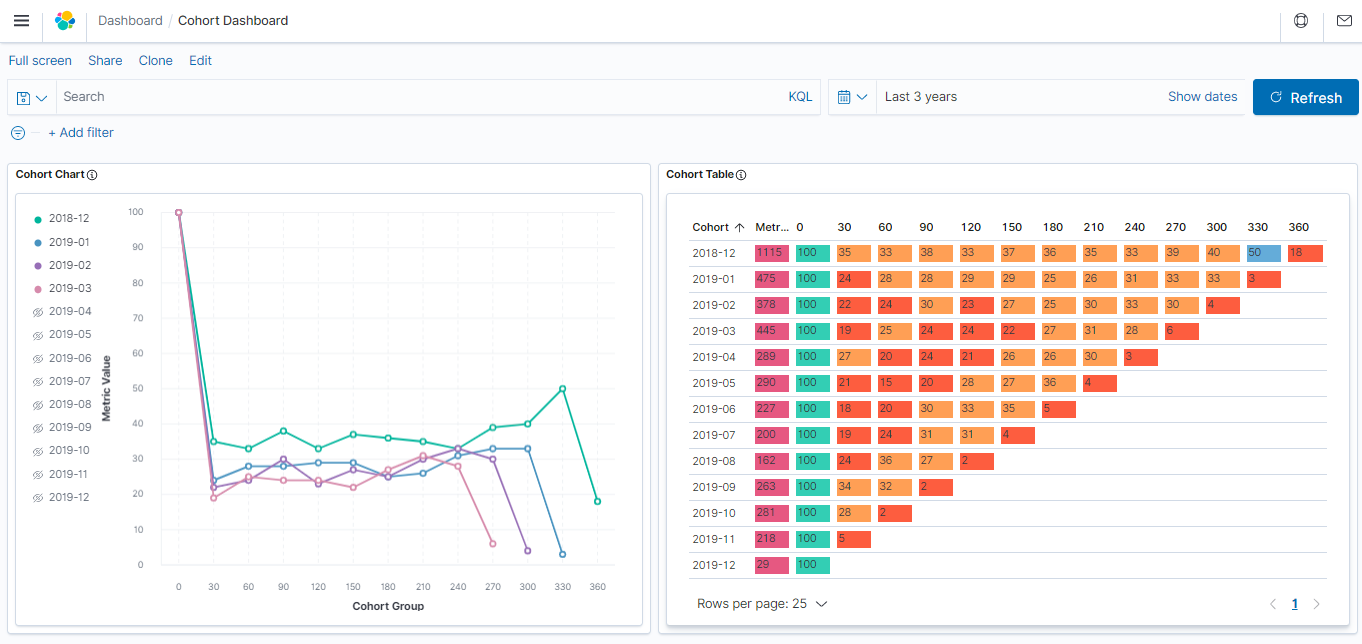 Dashboard / Cohort Dashboard
Full screen Share Clone Edit
Search KQL Last 3 years Show dates Refresh
+ Add filter
Cohort Chart
2018-12
2019-01
2019-02
2019-03
2019-04
2019-05
2019-06
2019-07
2019-08
2019-09
2019-10
2019-11
2019-12
Metric Value
100
90
80
70
60
50
40
30
20
10
0
0 30 60 90 120 150 180 210 240 270 300 330 360
Cohort Group
Cohort Table
Cohort Metr... 0 30 60 90 120 150 180 210 240 270 300 330 360
2018-12 1115 100 35 33 38 33 37 36 35 33 39 40 50 18
2019-01 475 100 24 28 28 29 29 25 26 31 33 33 3
2019-02 378 100 22 24 30 23 27 25 30 33 30 4
2019-03 445 100 19 25 24 24 22 27 31 28 6
2019-04 289 100 27 20 24 21 26 26 30 3
2019-05 290 100 21 15 20 28 27 36 4
2019-06 227 100 18 20 30 33 35 5
2019-07 200 100 19 24 31 31 4
2019-08 162 100 24 36 27 2
2019-09 263 100 34 32 2
2019-10 281 100 28 2
2019-11 218 100 5
2019-12 29 100
Rows per page: 25 1